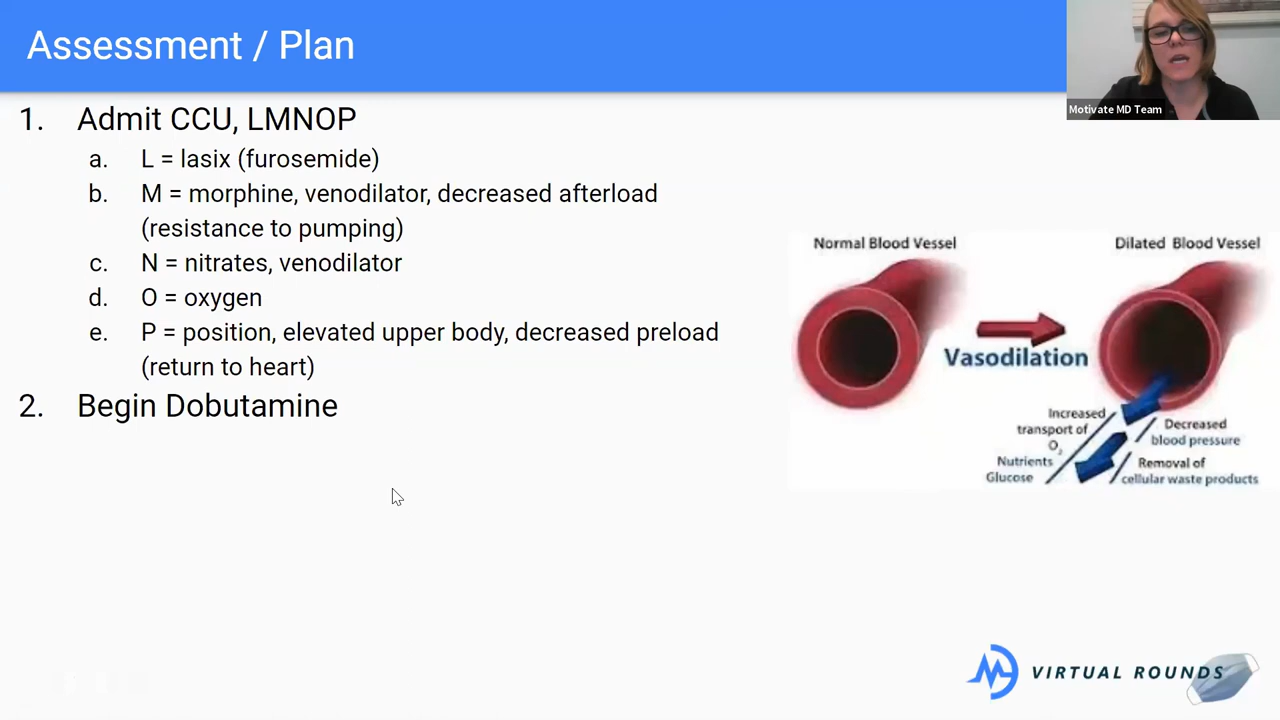 Assessment / Plan
Motivate MD Team
1. Admit CCU, LMNOP
a. L = lasix (furosemide)
b. M = morphine, venodilator, decreased afterload
(resistance to pumping)
c. N = nitrates, venodilator
d. O = oxygen
e. P = position, elevated upper body, decreased preload
(return to heart)
2. Begin Dobutamine
Normal Blood Vessel
Dilated Blood Vessel
Vasodilation
Increased
transport of
O2
Nutrients
Glucose
Decreased
blood pressure
Removal of
cellular waste products
VIRTUAL ROUNDS